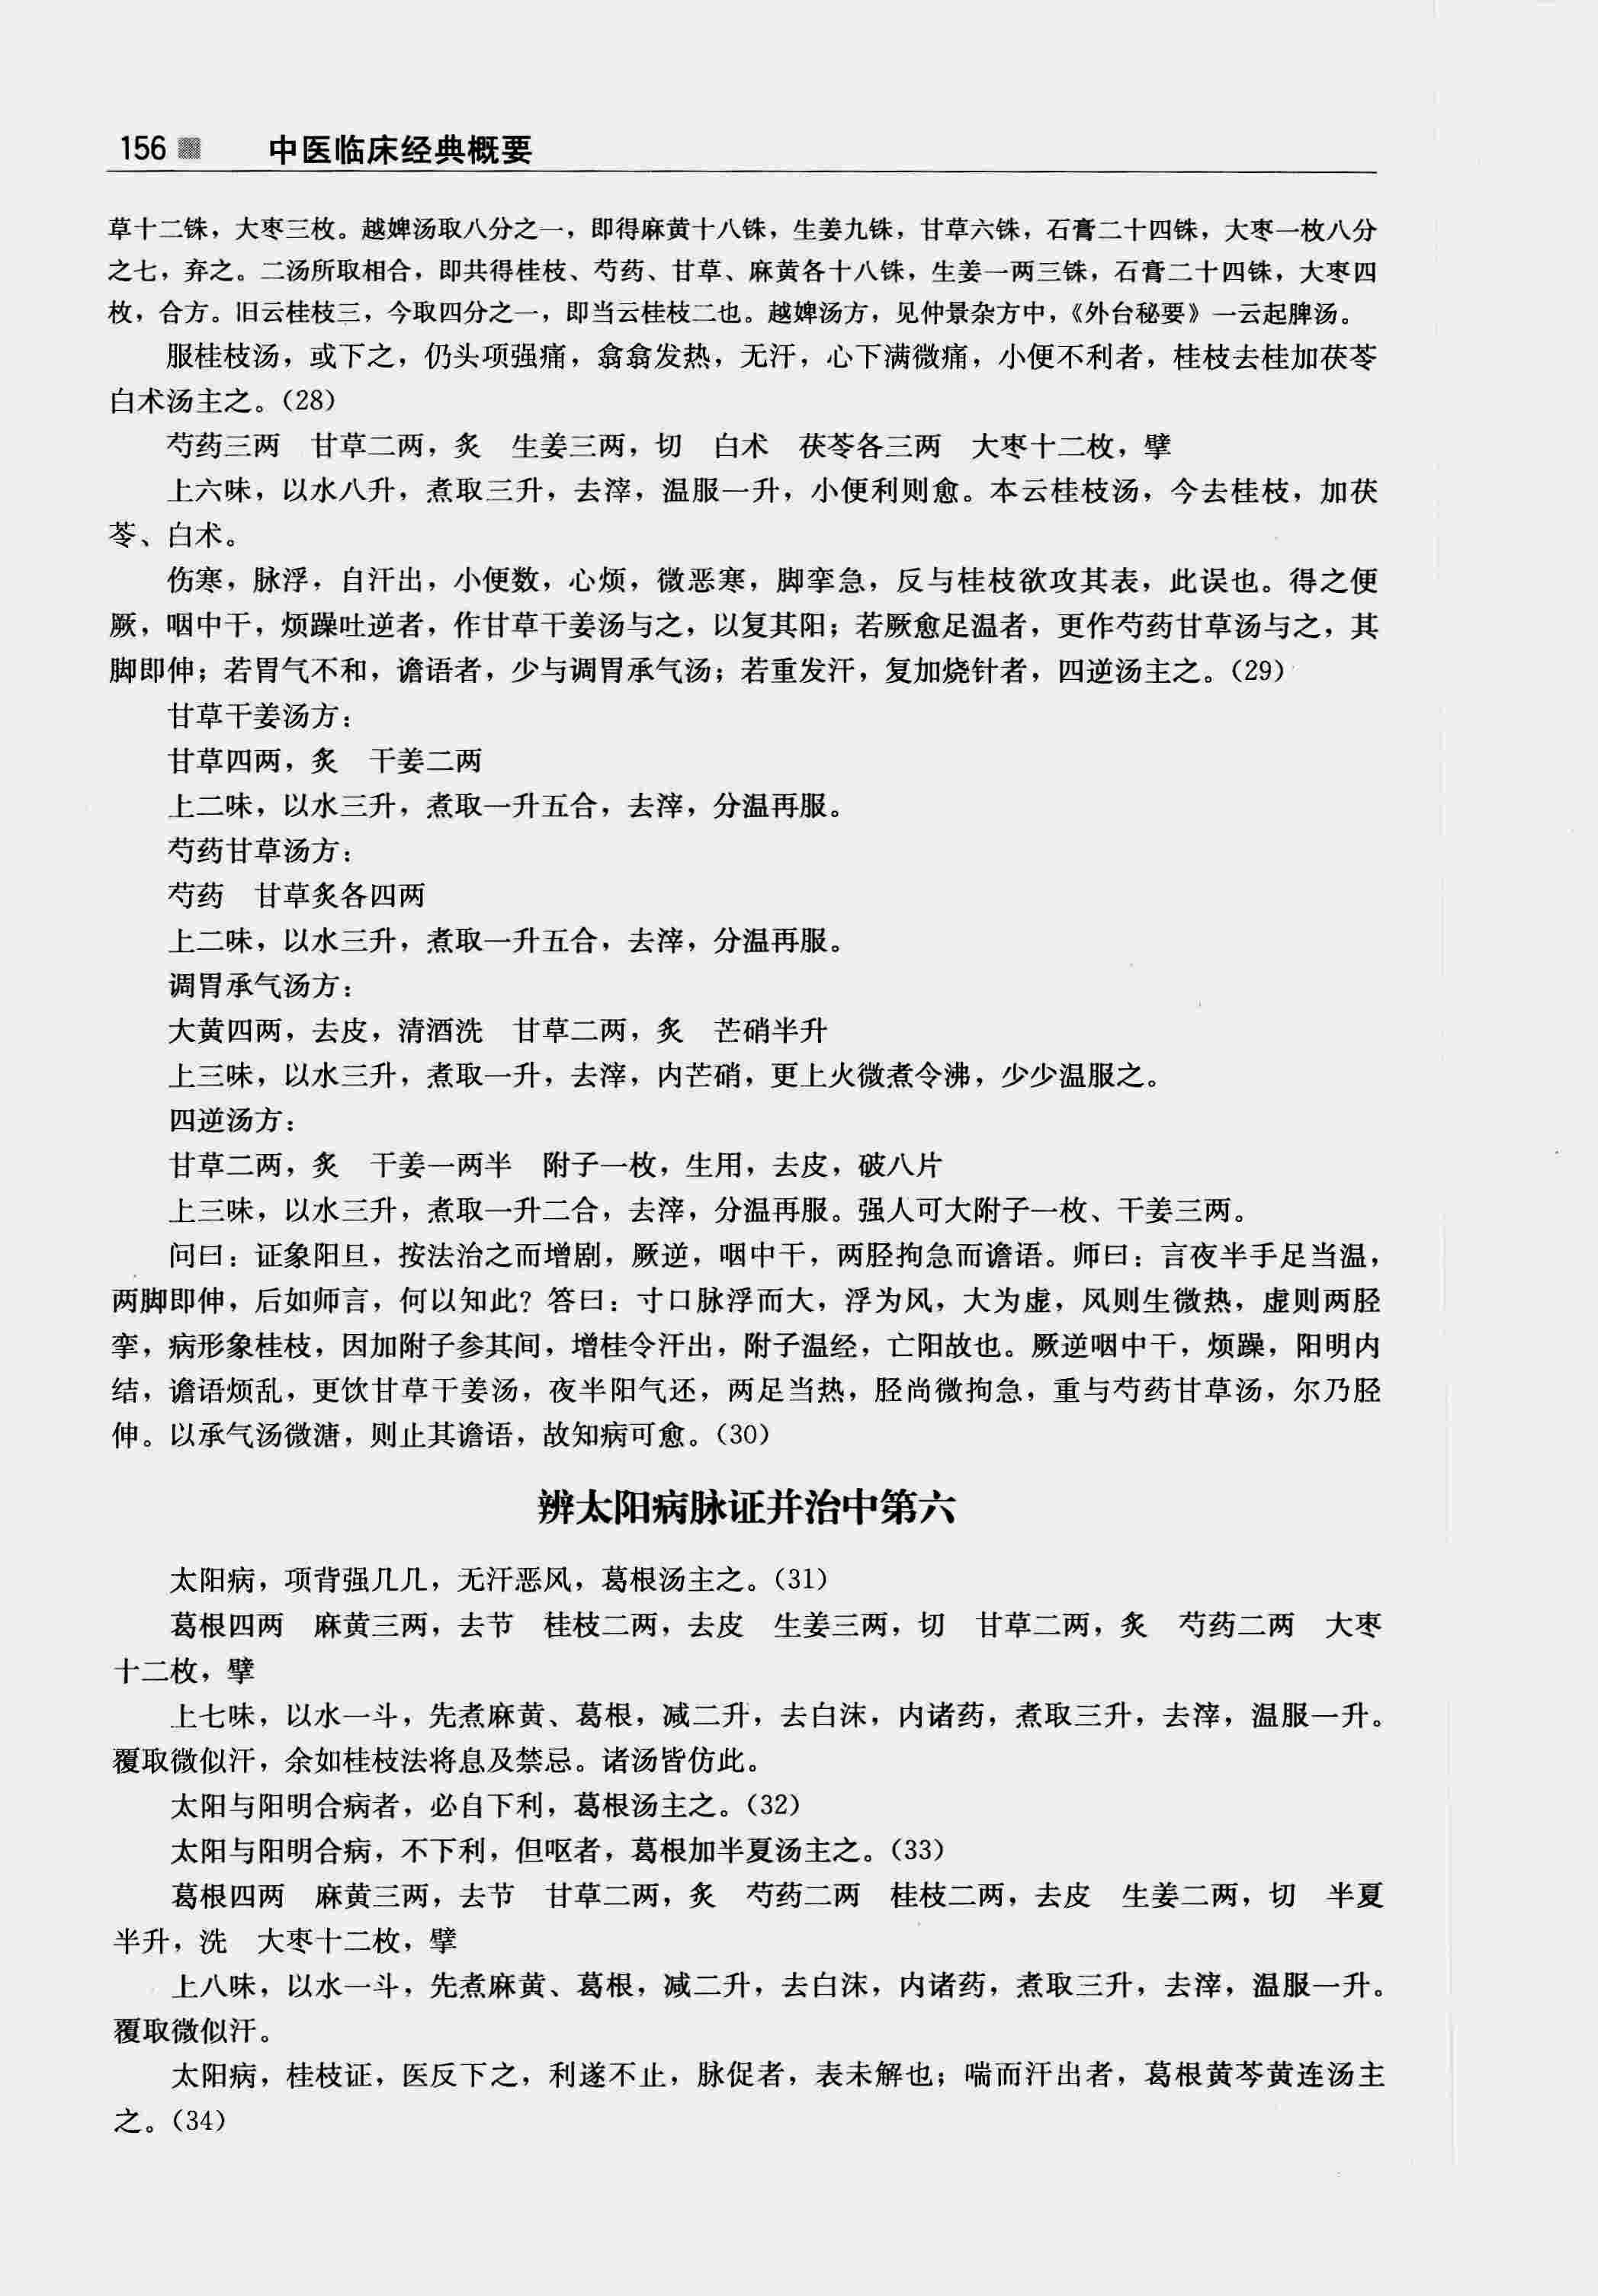 156 中医临床经典概要
草十二铢，大枣三枚。越婢汤取八分之一，即得麻黄十八铢，生姜九铢，甘草六铢，石膏二十四铢，大枣一枚八分
之七，弃之。二汤所取相合，即共得桂枝、芍药、甘草、麻黄各十八铢，生姜一两三铢，石膏二十四铢，大枣四
枚，合方。旧云桂枝三，今取四分之一，即当云桂枝二也。越婢汤方，见仲景杂方中，《外台秘要》一云起脾汤。
服桂枝汤，或下之，仍头项强痛，翕翕发热，无汗，心下满微痛，小便不利者，桂枝去桂加茯苓
白术汤主之。（28）
芍药三两　甘草二两，炙　生姜三两，切　白术　茯苓各三两　大枣十二枚，擘
上六味，以水八升，煮取三升，去滓，温服一升，小便利则愈。本云桂枝汤，今去桂枝，加茯
苓、白术。
伤寒，脉浮，自汗出，小便数，心烦，微恶寒，脚挛急，反与桂枝欲攻其表，此误也。得之便
厥，咽中干，烦躁吐逆者，作甘草干姜汤与之，以复其阳；若厥愈足温者，更作芍药甘草汤与之，其
脚即伸；若胃气不和，谵语者，少与调胃承气汤；若重发汗，复加烧针者，四逆汤主之。（29）
甘草干姜汤方：
甘草四两，炙　干姜二两
上二味，以水三升，煮取一升五合，去滓，分温再服。
芍药甘草汤方：
芍药　甘草炙各四两
上二味，以水三升，煮取一升五合，去滓，分温再服。
调胃承气汤方：
大黄四两，去皮，清酒洗　甘草二两，炙　芒硝半升
上三味，以水三升，煮取一升，去滓，内芒硝，更上火微煮令沸，少少温服之。
四逆汤方：
甘草二两，炙　干姜一两半　附子一枚，生用，去皮，破八片
上三味，以水三升，煮取一升二合，去滓，分温再服。强人可大附子一枚、干姜三两。
问曰：证象阳旦，按法治之而增剧，厥逆，咽中干，两胫拘急而谵语。师曰：言夜半手足当温，
两脚即伸，后如师言，何以知此？答曰：寸口脉浮而大，浮为风，大为虚，风则生微热，虚则两胫
挛，病形象桂枝，因加附子参其间，增桂令汗出，附子温经，亡阳故也。厥逆咽中干，烦躁，阳明内
结，谵语烦乱，更饮甘草干姜汤，夜半阳气还，两足当热，胫尚微拘急，重与芍药甘草汤，尔乃胫
伸。以承气汤微溏，则止其谵语，故知病可愈。（30）
辨太阳病脉证并治中第六
太阳病，项背强几几，无汗恶风，葛根汤主之。（31）
葛根四两　麻黄三两，去节　桂枝二两，去皮　生姜三两，切　甘草二两，炙　芍药二两　大枣
十二枚，擘
上七味，以水一斗，先煮麻黄、葛根，减二升，去白沫，内诸药，煮取三升，去滓，温服一升。
覆取微似汗，余如桂枝法将息及禁忌。诸汤皆仿此。
太阳与阳明合病者，必自下利，葛根汤主之。（32）
太阳与阳明合病，不下利，但呕者，葛根加半夏汤主之。（33）
葛根四两　麻黄三两，去节　甘草二两，炙　芍药二两　桂枝二两，去皮　生姜二两，切　半夏
半升，洗　大枣十二枚，擘
上八味，以水一斗，先煮麻黄、葛根，减二升，去白沫，内诸药，煮取三升，去滓，温服一升。
覆取微似汗。
太阳病，桂枝证，医反下之，利遂不止，脉促者，表未解也；喘而汗出者，葛根黄芩黄连汤主
之。（34）